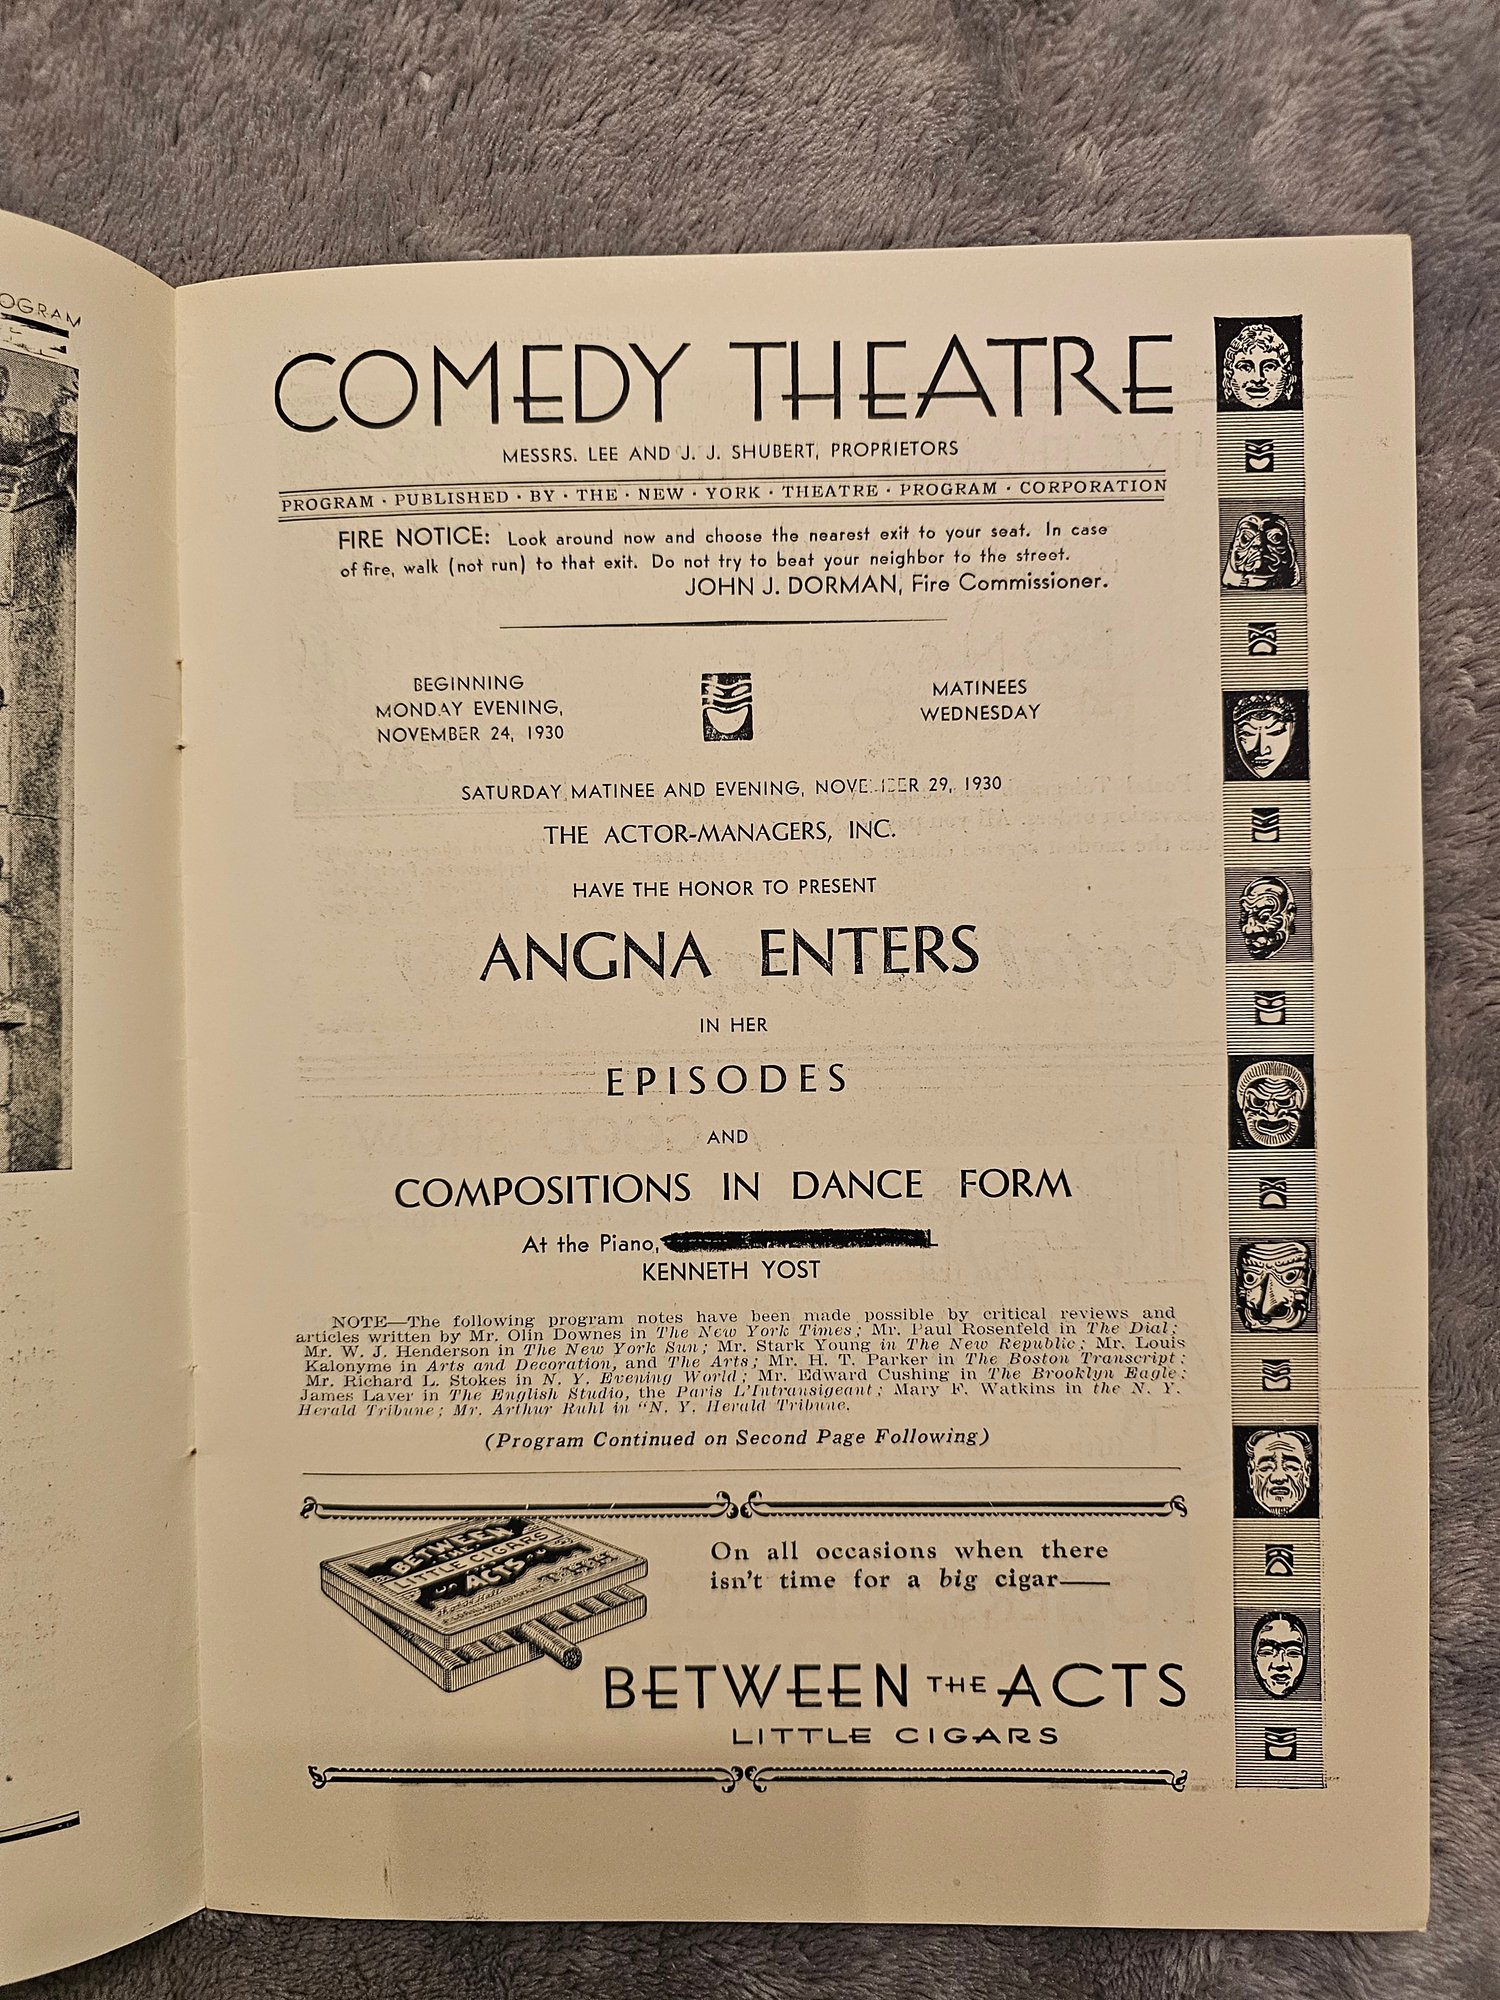 OGRAM
COMEDY THEATRE
MESSRS. LEE AND J. J. SHUBERT, PROPRIETORS
PROGRAM · PUBLISHED · BY · THE · NEW · YORK · THEATRE · PROGRAM · CORPORATION
FIRE NOTICE: Look around now and choose the nearest exit to your seat. In case
of fire, walk (not run) to that exit. Do not try to beat your neighbor to the street.
JOHN J. DORMAN, Fire Commissioner.
BEGINNING
MONDAY EVENING,
NOVEMBER 24, 1930
MATINEES
WEDNESDAY
SATURDAY MATINEE AND EVENING, NOVEMBER 29, 1930
THE ACTOR-MANAGERS, INC.
HAVE THE HONOR TO PRESENT
ANGNA ENTERS
IN HER
EPISODES
AND
COMPOSITIONS IN DANCE FORM
At the Piano,
KENNETH YOST
NOTE—The following program notes have been made possible by critical reviews and
articles written by Mr. Olin Downes in The New York Times; Mr. Paul Rosenfeld in The Dial;
Mr. W. J. Henderson in The New York Sun; Mr. Stark Young in The New Republic; Mr. Louis
Kalonyme in Arts and Decoration, and The Arts; Mr. H. T. Parker in The Boston Transcript;
Mr. Richard L. Stokes in N. Y. Evening World; Mr. Edward Cushing in The Brooklyn Eagle;
James Laver in The English Studio, the Paris L'Intransigeant; Mary F. Watkins in the N. Y.
Herald Tribune; Mr. Arthur Ruhl in "N. Y. Herald Tribune.
(Program Continued on Second Page Following)
BETWEEN
THE
LITTLE CIGARS
ACTS
On all occasions when there
isn't time for a big cigar—
BETWEEN THE ACTS
LITTLE CIGARS